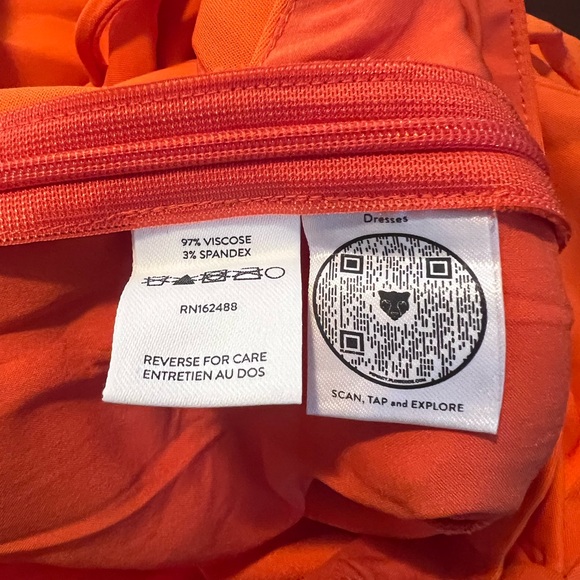 97% VISCOSE
3% SPANDEX
RN162488
REVERSE FOR CARE
ENTRETIEN AU DOS
Dresses
SCAN, TAP and EXPLORE